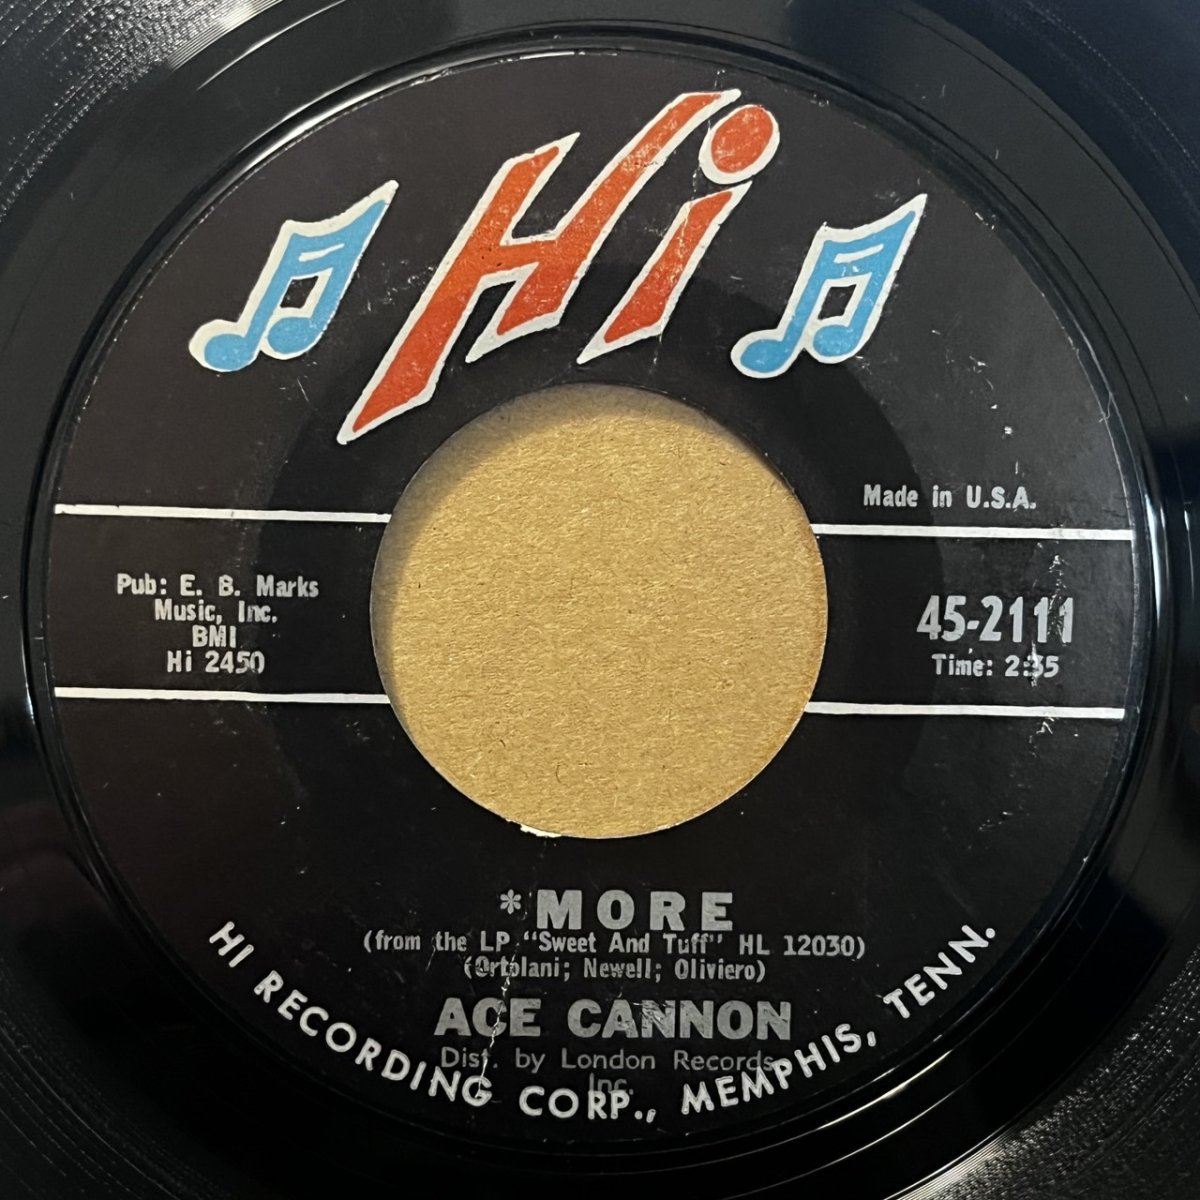 Hi
Made in U.S.A.
Pub: E. B. Marks
Music, Inc.
BMI
Hi 2450
45-2111
Time: 2:35
*MORE
(from the LP "Sweet And Tuff" HL 12030)
(Ortolani; Newell; Oliviero)
ACE CANNON
Dist. by London Records
Inc.
HI RECORDING CORP., MEMPHIS, TENN.